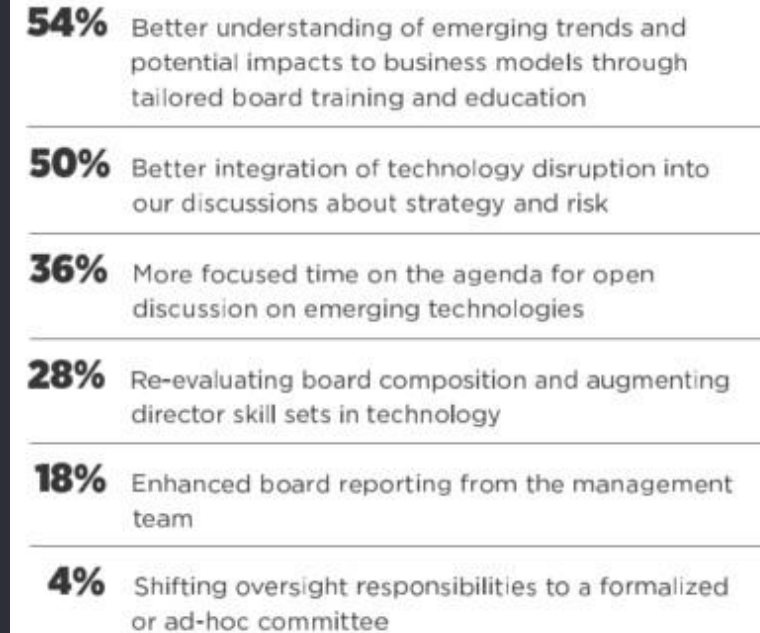 54% Better understanding of emerging trends and
potential impacts to business models through
tailored board training and education
50% Better integration of technology disruption into
our discussions about strategy and risk
36% More focused time on the agenda for open
discussion on emerging technologies
28% Re-evaluating board composition and augmenting
director skill sets in technology
18% Enhanced board reporting from the management
team
4% Shifting oversight responsibilities to a formalized
or ad-hoc committee